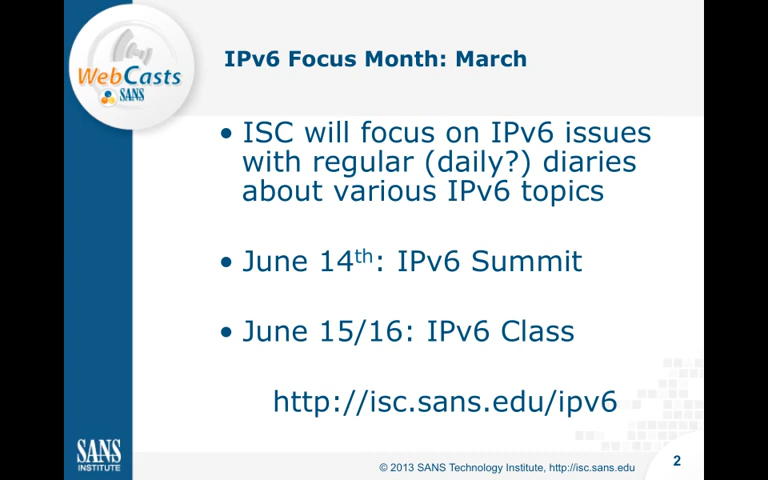 WebCasts
SANS
IPv6 Focus Month: March
• ISC will focus on IPv6 issues
with regular (daily?) diaries
about various IPv6 topics
• June 14th: IPv6 Summit
• June 15/16: IPv6 Class
http://isc.sans.edu/ipv6
SANS
INSTITUTE
© 2013 SANS Technology Institute, http://isc.sans.edu
2